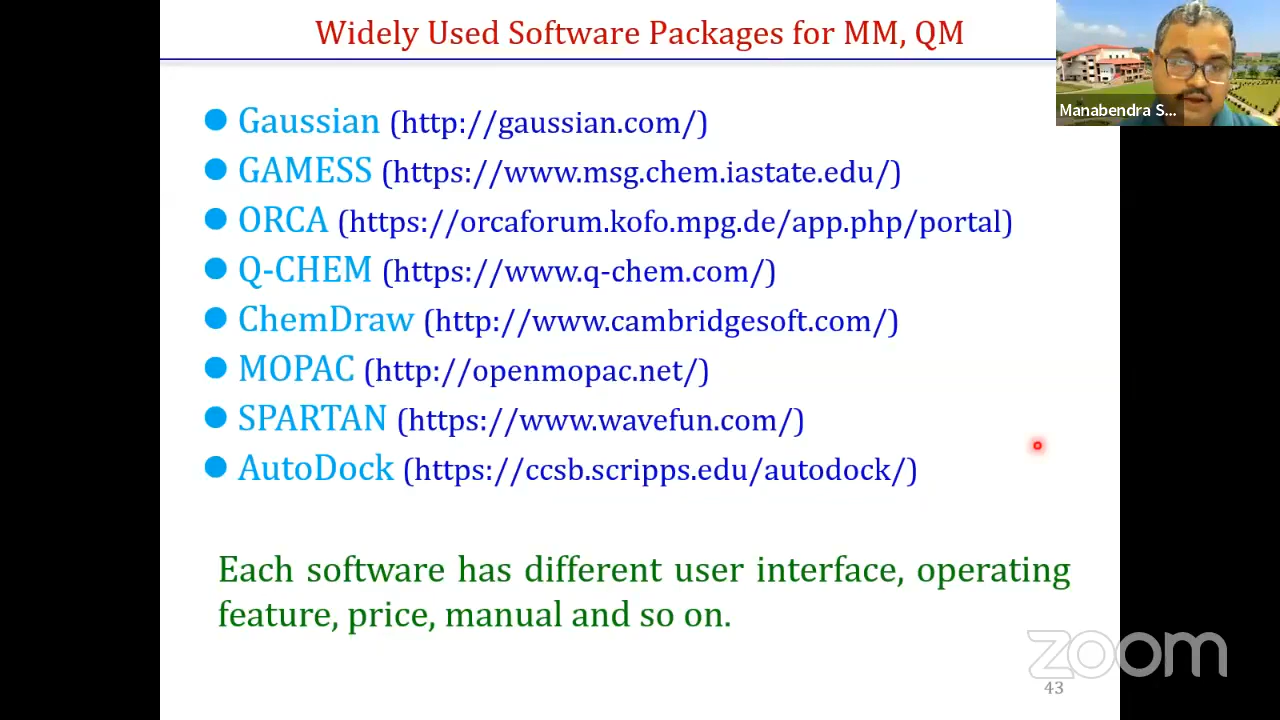 Widely Used Software Packages for MM, QM
Manabendra S...
Gaussian (http://gaussian.com/)
GAMESS (https://www.msg.chem.iastate.edu/)
ORCA (https://orcaforum.kofo.mpg.de/app.php/portal)
Q-CHEM (https://www.q-chem.com/)
ChemDraw (http://www.cambridgesoft.com/)
MOPAC (http://openmopac.net/)
SPARTAN (https://www.wavefun.com/)
AutoDock (https://ccsb.scripps.edu/autodock/)
Each software has different user interface, operating
feature, price, manual and so on.
zoom
43